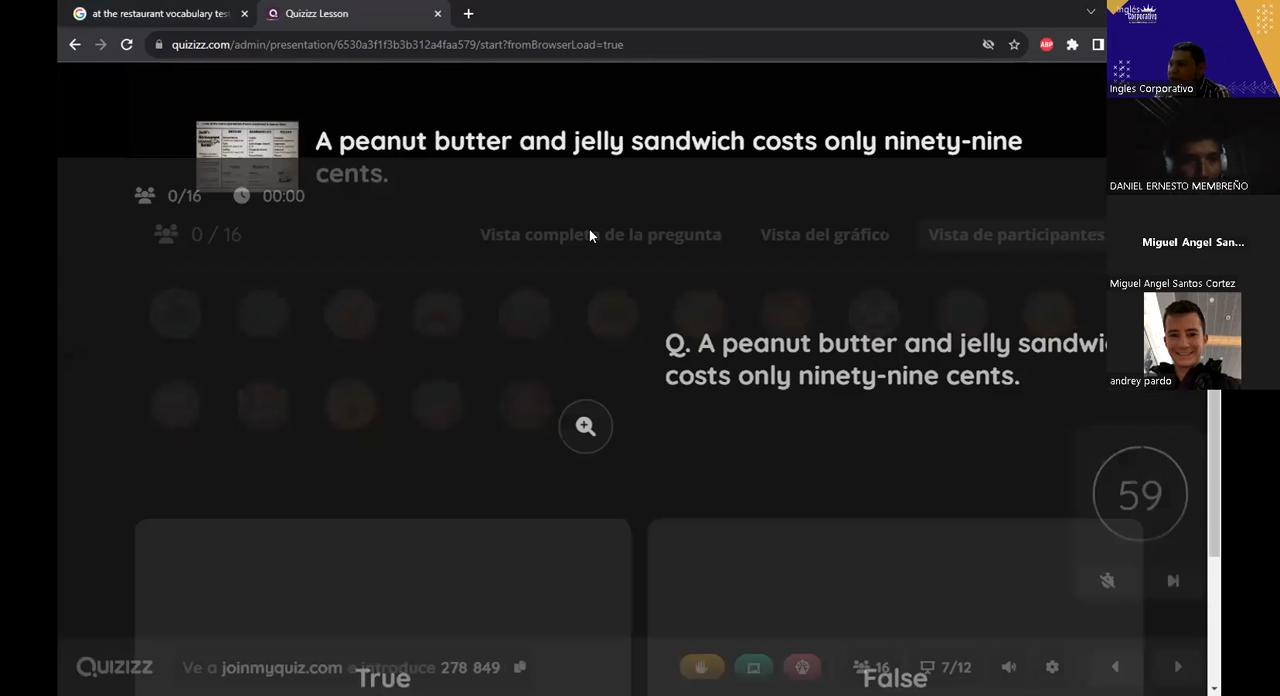 at the restaurant vocabulary tes
Quizizz Lesson
quizizz.com/admin/presentation/6530a3f1f3b3b312a4faa579/start?fromBrowserLoad=true
ABP
A peanut butter and jelly sandwich costs only ninety-nine
cents.
0/16 00:00
0 / 16
Vista completa de la pregunta Vista del gráfico Vista de participantes
Q. A peanut butter and jelly sandwi
costs only ninety-nine cents.
59
True
False
QUIZIZZ
Ve a joinmyquiz.com e introduce 278 849
16
7/12
Inglés
Corporativo
Ingles Corporativo
DANIEL ERNESTO MEMBREÑO
Miguel Angel San...
Miguel Angel Santos Cortez
andrey pardo